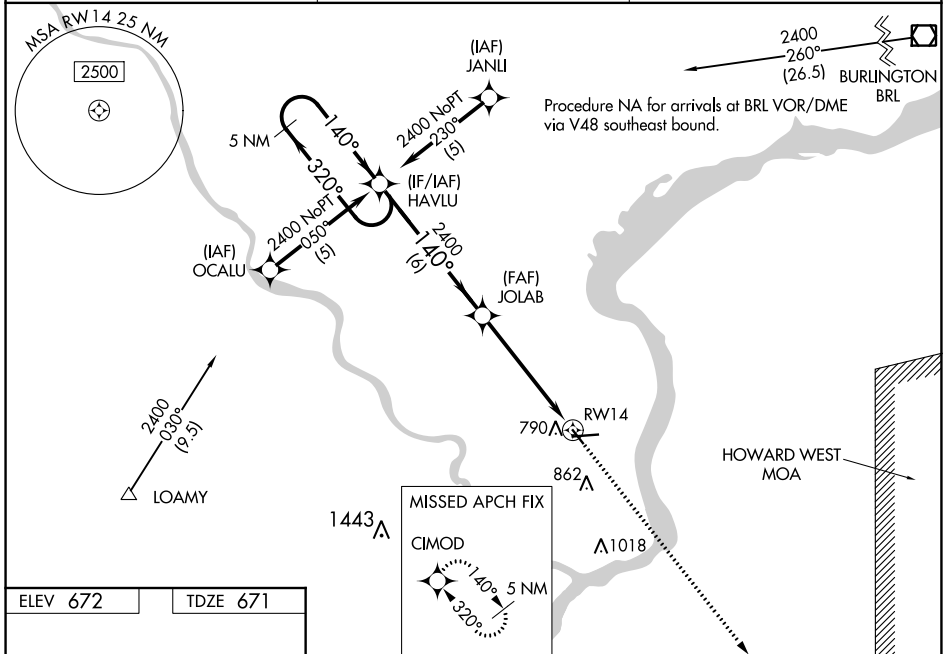 MSA RW14 25 NM
2500
(IAF)
JANLI
2400
260°
(26.5)
BURLINGTON
BRL
Procedure NA for arrivals at BRL VOR/DME
via V48 southeast bound.
5 NM
140°
320°
2400 NoPT
230°
(5)
(IF/IAF)
HAVLU
2400 NoPT
050°
(5)
(IAF)
OCALU
2400
140°
(6)
(FAF)
JOLAB
2400
030°
(9.5)
LOAMY
790
RW14
862
HOWARD WEST
MOA
1443
1018
MISSED APCH FIX
CIMOD
140°
5 NM
320°
ELEV 672
TDZE 671